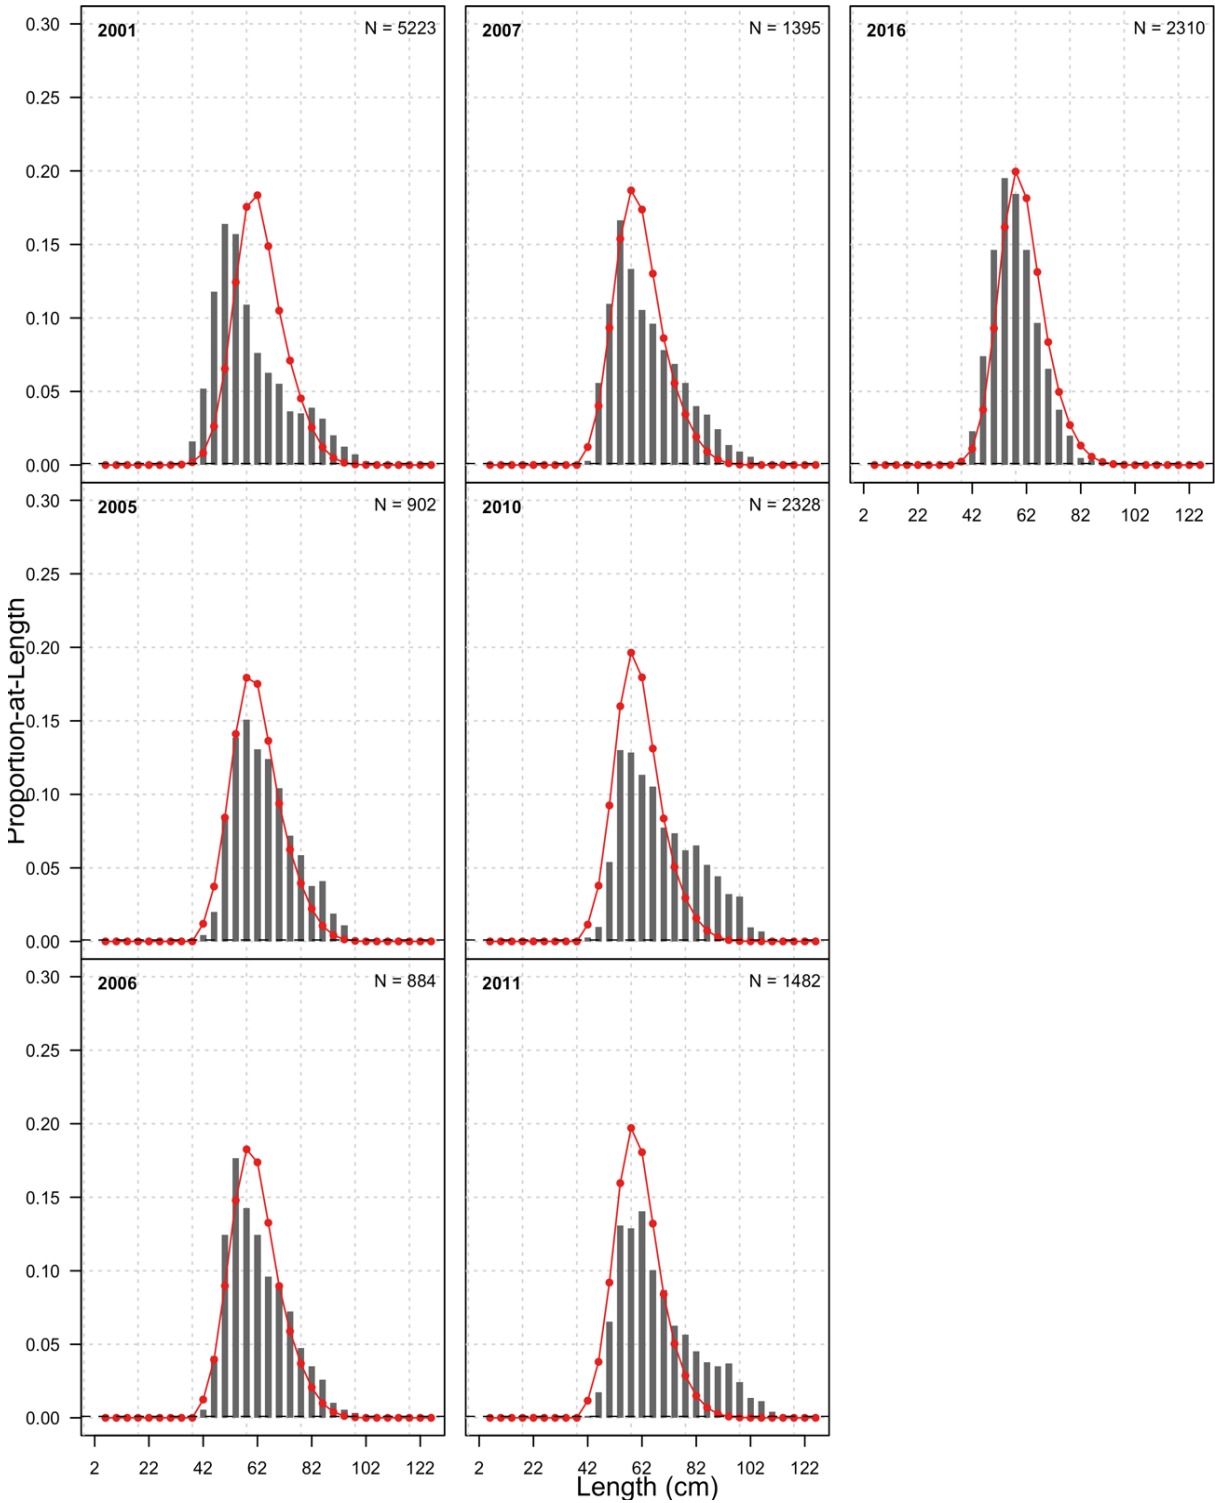 2001
N = 5223
0.30
0.25
0.20
0.15
0.10
0.05
0.00
2007
N = 1395
2016
N = 2310
2 22 42 62 82 102 122
2005
N = 902
0.30
0.25
0.20
0.15
0.10
0.05
0.00
2010
N = 2328
2006
N = 884
0.30
0.25
0.20
0.15
0.10
0.05
0.00
2 22 42 62 82 102 122
2011
N = 1482
2 22 42 62 82 102 122
Proportion-at-Length
Length (cm)